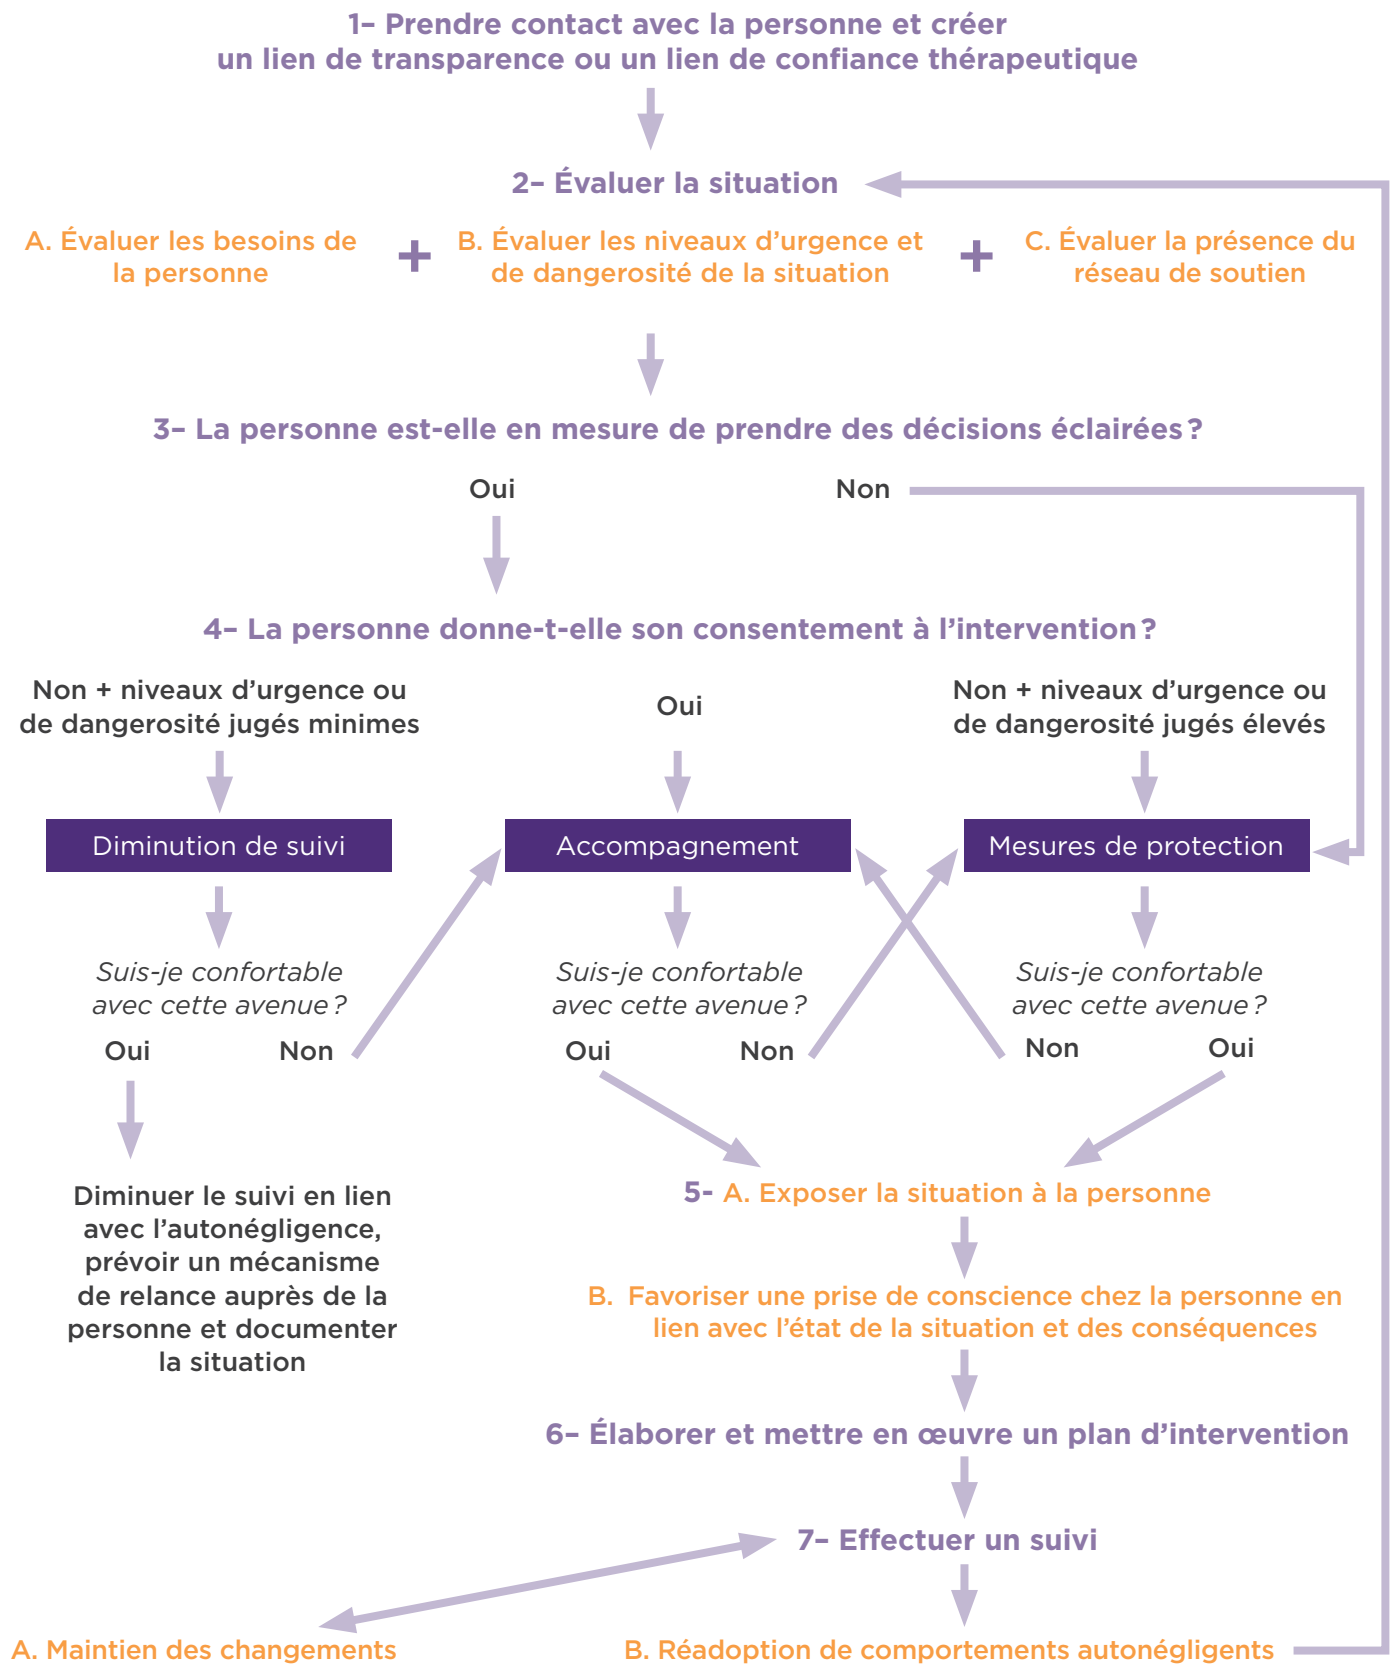 1– Prendre contact avec la personne et créer
un lien de transparence ou un lien de confiance thérapeutique
2– Évaluer la situation
A. Évaluer les besoins de
la personne
+
B. Évaluer les niveaux d’urgence et
de dangerosité de la situation
+
C. Évaluer la présence du
réseau de soutien
3– La personne est-elle en mesure de prendre des décisions éclairées ?
Oui
Non
4– La personne donne-t-elle son consentement à l’intervention ?
Non + niveaux d’urgence ou
de dangerosité jugés minimes
Oui
Non + niveaux d’urgence ou
de dangerosité jugés élevés
Diminution de suivi
Accompagnement
Mesures de protection
Suis-je confortable
avec cette avenue ?
Oui
Non
Suis-je confortable
avec cette avenue ?
Oui
Non
Suis-je confortable
avec cette avenue ?
Non
Oui
Diminuer le suivi en lien
avec l’autonégligence,
prévoir un mécanisme
de relance auprès de la
personne et documenter
la situation
5- A. Exposer la situation à la personne
B. Favoriser une prise de conscience chez la personne en
lien avec l’état de la situation et des conséquences
6– Élaborer et mettre en œuvre un plan d’intervention
7– Effectuer un suivi
A. Maintien des changements
B. Réadoption de comportements autonégligents